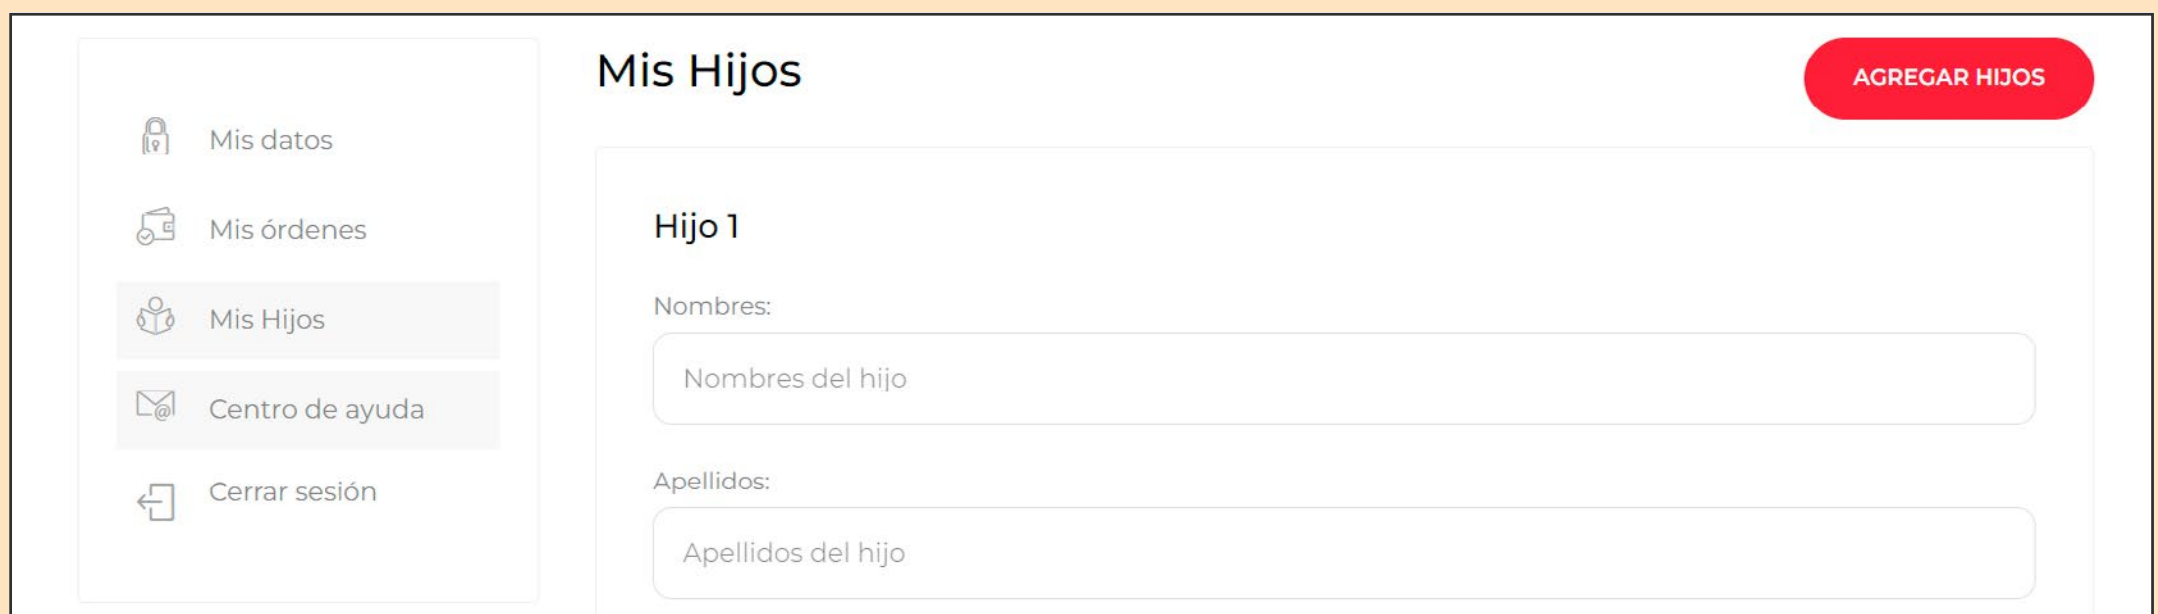 Mis datos
Mis órdenes
Mis Hijos
Centro de ayuda
Cerrar sesión
Mis Hijos
AGREGAR HIJOS
Hijo 1
Nombres:
Nombres del hijo
Apellidos:
Apellidos del hijo